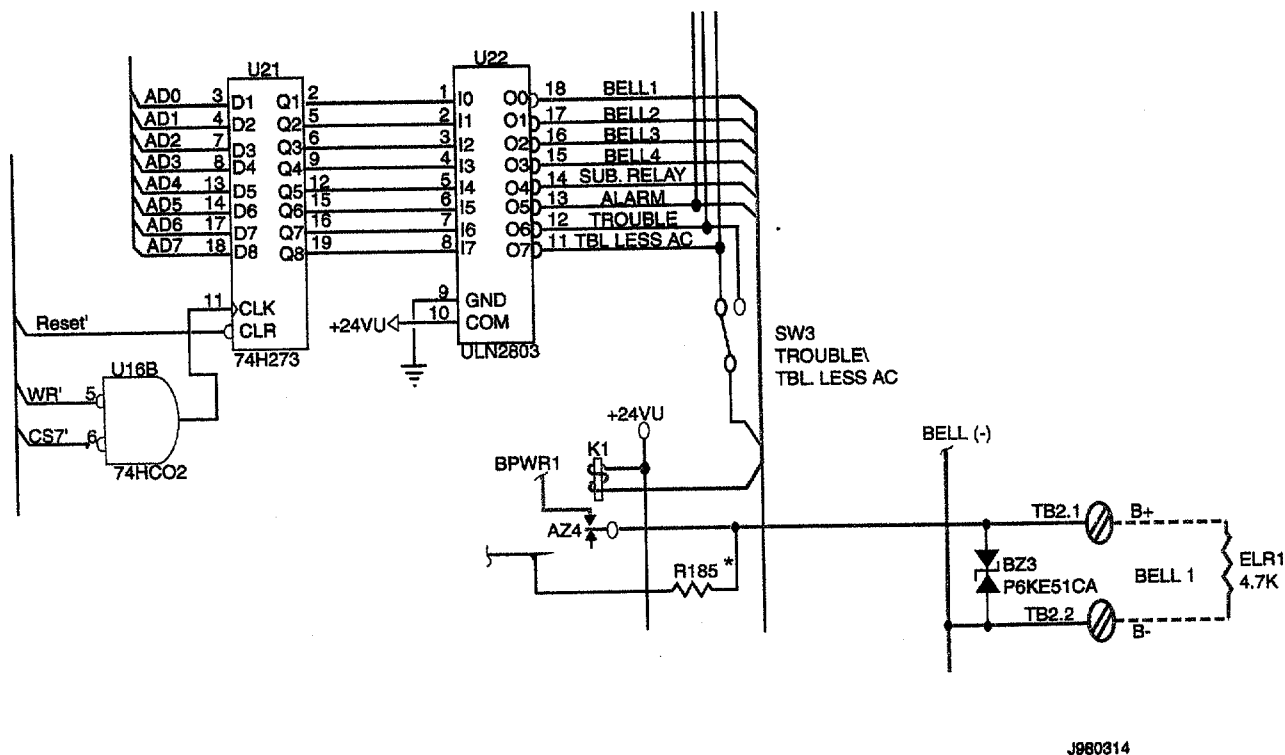 U21
U22
AD0 3 D1 Q1 2 1 I0 O0 18 BELL1
AD1 4 D2 Q2 5 2 I1 O1 17 BELL2
AD2 7 D3 Q3 6 3 I2 O2 16 BELL3
AD3 8 D4 Q4 9 4 I3 O3 15 BELL4
AD4 13 D5 Q5 12 5 I4 O4 14 SUB. RELAY
AD5 14 D6 Q6 15 6 I5 O5 13 ALARM
AD6 17 D7 Q7 16 7 I6 O6 12 TROUBLE
AD7 18 D8 Q8 19 8 I7 O7 11 TBL LESS AC
11 CLK
9 GND
Reset' CLR
+24VU 10 COM
74H273
ULN2803
SW3
TROUBLE\
TBL. LESS AC
U16B
WR' 5
CS7' 6
74HCO2
+24VU
BELL (-)
BPWR1
K1
AZ4
TB2.1 B+
R185 *
BZ3
P6KE51CA
BELL 1
ELR1
4.7K
TB2.2
B-
J980314